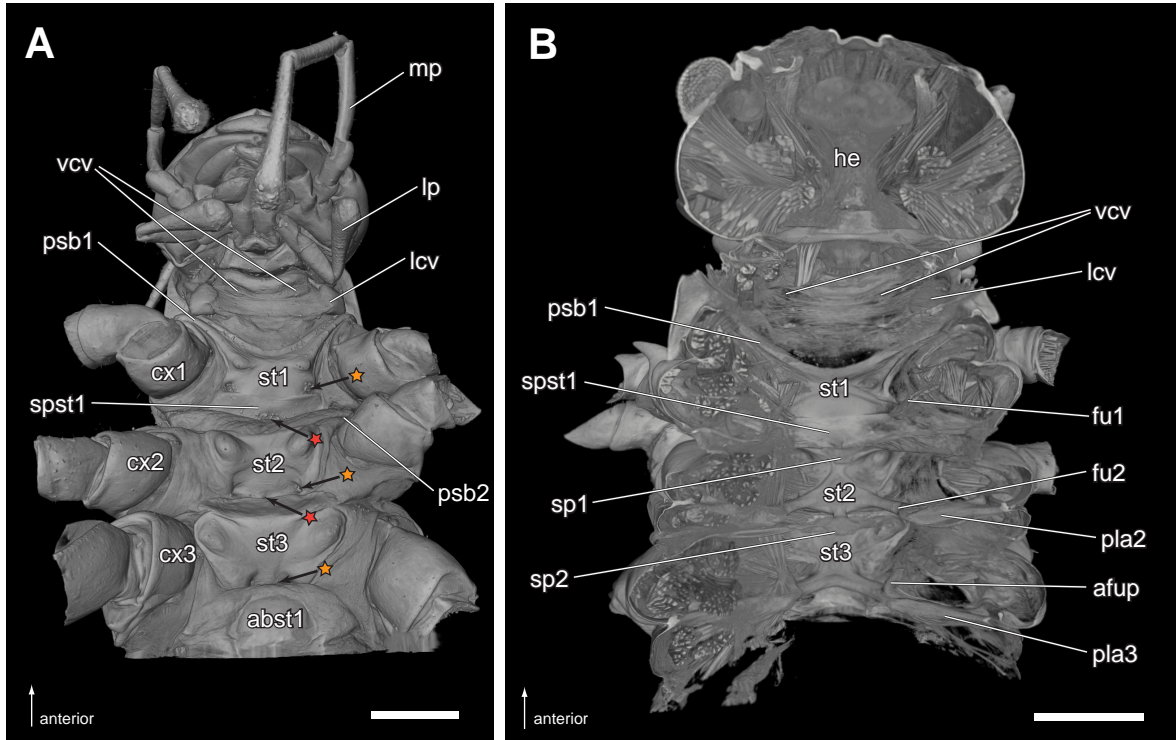 A
mp
vcv
lp
psb1
lcv
cx1
st1
spst1
cx2
st2
psb2
cx3
st3
abst1
anterior
B
he
vcv
lcv
psb1
st1
spst1
fu1
fu2
sp1
st2
pla2
st3
sp2
afup
pla3
anterior